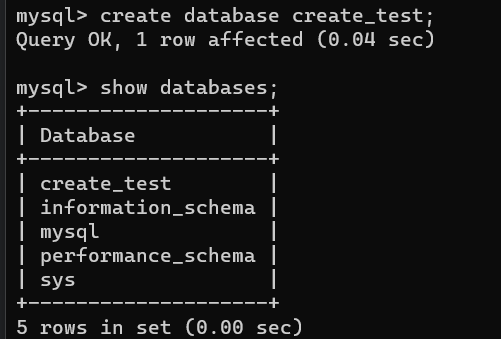 mysql> create database create_test;
Query OK, 1 row affected (0.04 sec)
mysql> show databases;
+--------------------+
| Database           |
+--------------------+
| create_test        |
| information_schema |
| mysql              |
| performance_schema |
| sys                |
+--------------------+
5 rows in set (0.00 sec)